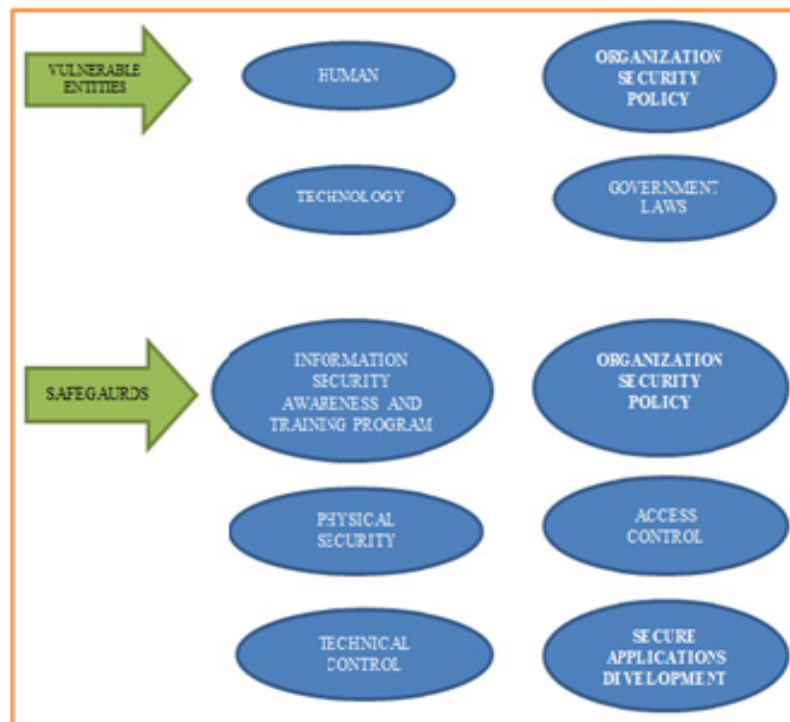 VULNERABLE
ENTITIES
HUMAN
ORGANIZATION
SECURITY
POLICY
TECHNOLOGY
GOVERNMENT
LAWS
SAFEGAURDS
INFORMATION
SECURITY
AWARENESS AND
TRAINING PROGRAM
ORGANIZATION
SECURITY
POLICY
PHYSICAL
SECURITY
ACCESS
CONTROL
TECHNICAL
CONTROL
SECURE
APPLICATIONS
DEVELOPMENT